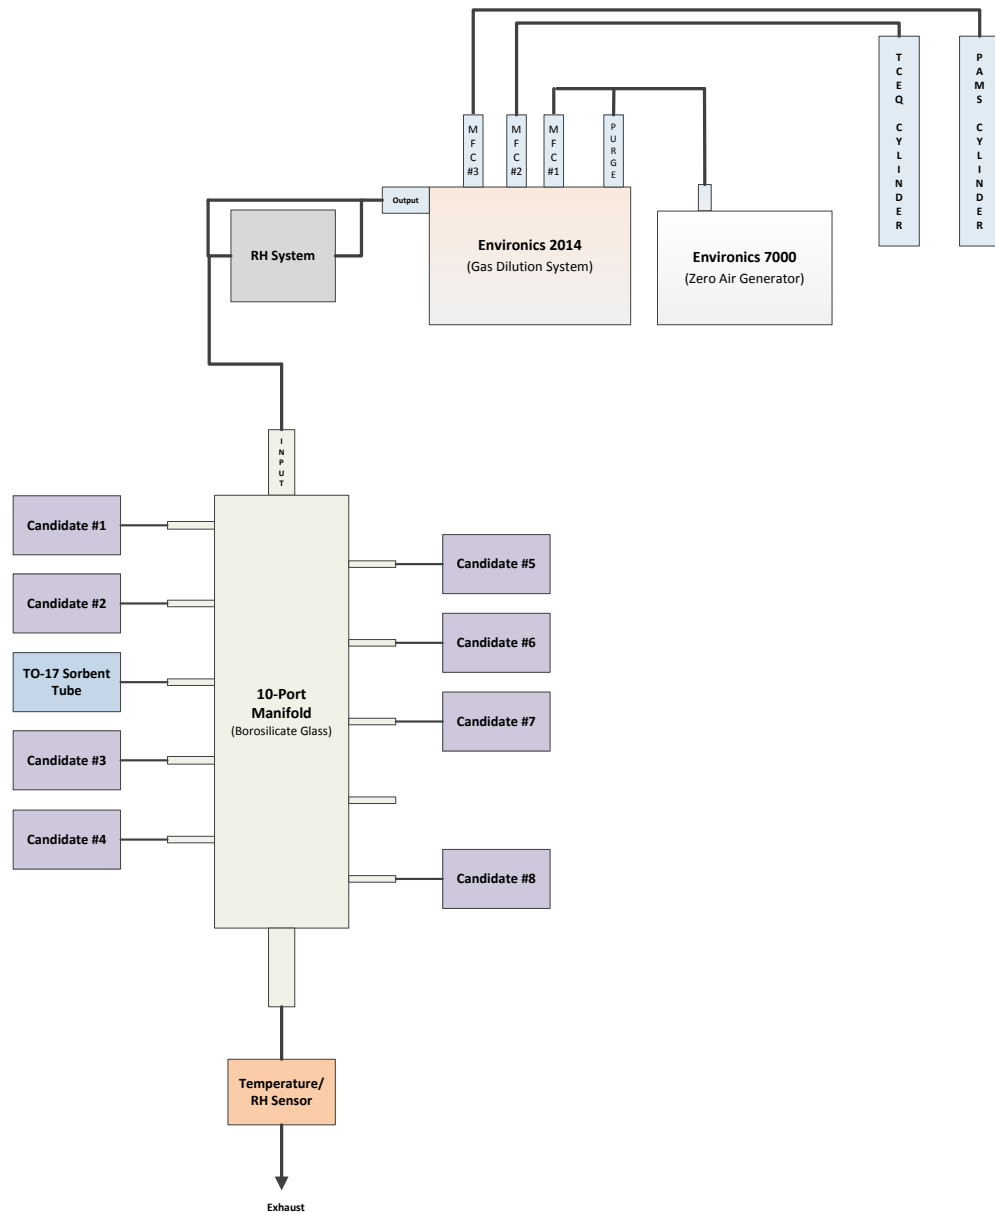 TCEQ CYLINDER
PAMS CYLINDER
MFC #3
MFC #2
MFC #1
PURGE
Output
Environics 2014
(Gas Dilution System)
Environics 7000
(Zero Air Generator)
RH System
INPUT
Candidate #1
Candidate #5
Candidate #2
Candidate #6
TO-17 Sorbent
Tube
10-Port
Manifold
(Borosilicate Glass)
Candidate #7
Candidate #3
Candidate #4
Candidate #8
Temperature/
RH Sensor
Exhaust